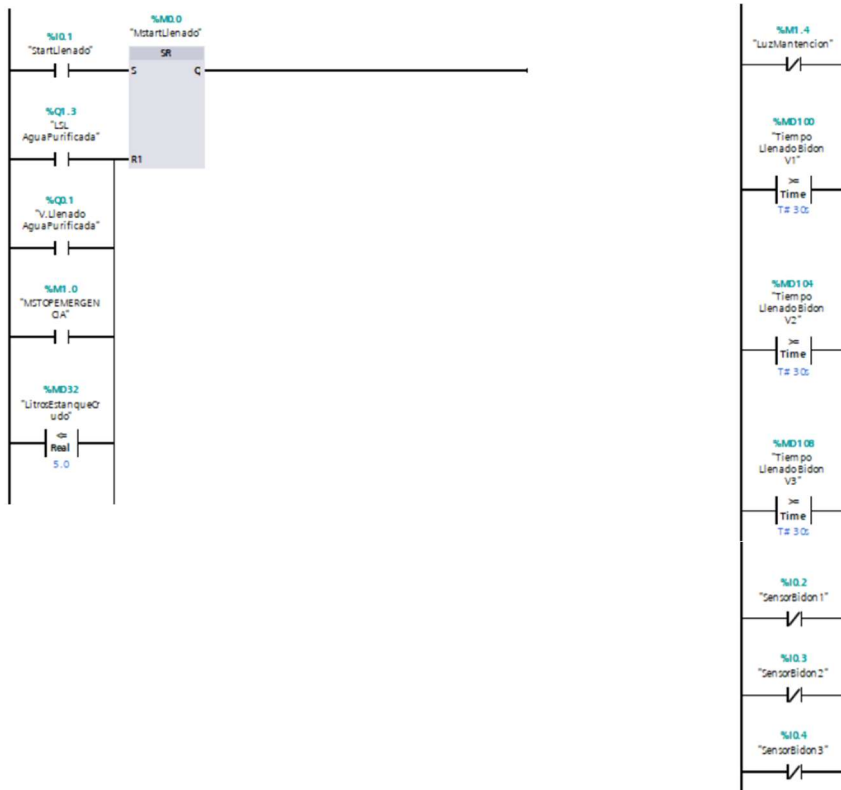 %I0.1
"StartLlenado"
%M0.0
"MstartLlenado"
SR
S
Q
%Q1.3
"LSL
AguaPurificada"
R1
%Q0.1
"V.Llenado
AguaPurificada"
%M1.0
"MSTOPEMERGEN
CIA"
%MD32
"LitrosEstanqueCr
udo"
<=
Real
5.0
%M1.4
"LuzMantencion"
%MD100
"Tiempo
LlenadoBidon
V1"
>=
Time
T# 30s
%MD104
"Tiempo
LlenadoBidon
V2"
>=
Time
T# 30s
%MD108
"Tiempo
LlenadoBidon
V3"
>=
Time
T# 30s
%I0.2
"SensorBidon1"
%I0.3
"SensorBidon2"
%I0.4
"SensorBidon3"